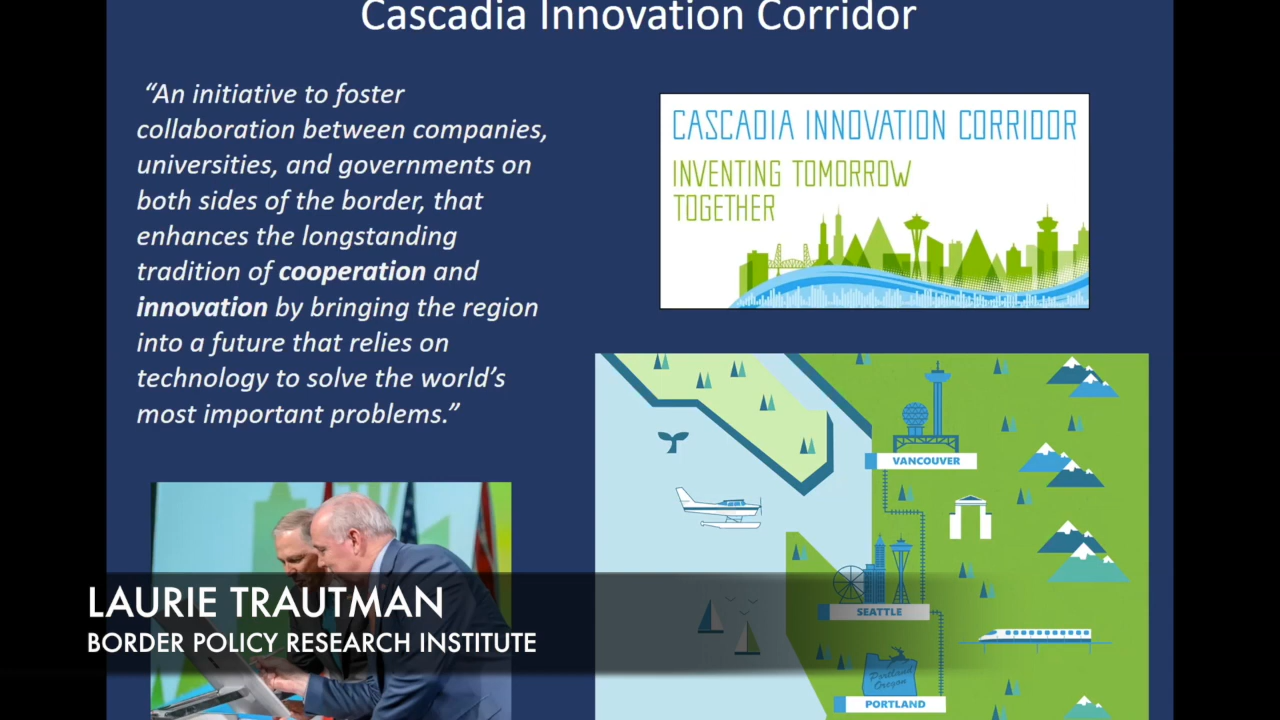 Cascadia Innovation Corridor
“An initiative to foster
collaboration between companies,
universities, and governments on
both sides of the border, that
enhances the longstanding
tradition of cooperation and
innovation by bringing the region
into a future that relies on
technology to solve the world’s
most important problems.”
CASCADIA INNOVATION CORRIDOR
INVENTING TOMORROW
TOGETHER
VANCOUVER
SEATTLE
Portland
Oregon
PORTLAND
LAURIE TRAUTMAN
BORDER POLICY RESEARCH INSTITUTE